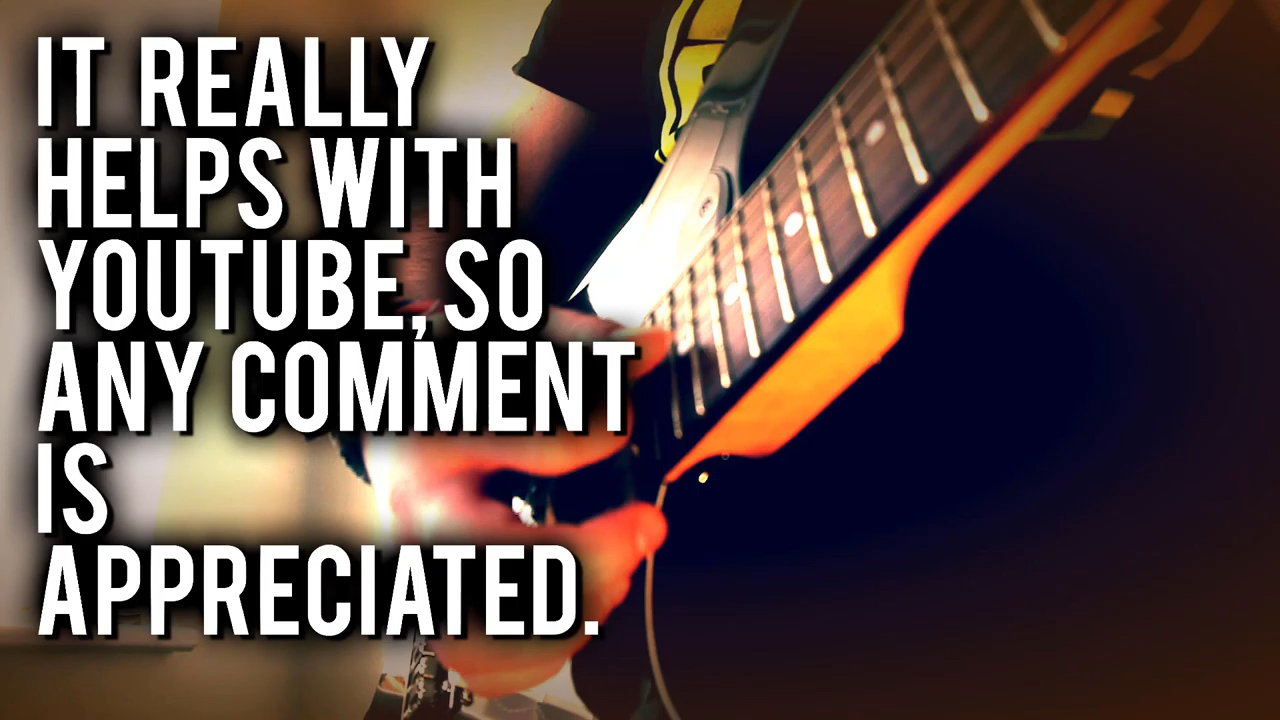 IT REALLY
HELPS WITH
YOUTUBE, SO
ANY COMMENT
IS
APPRECIATED.